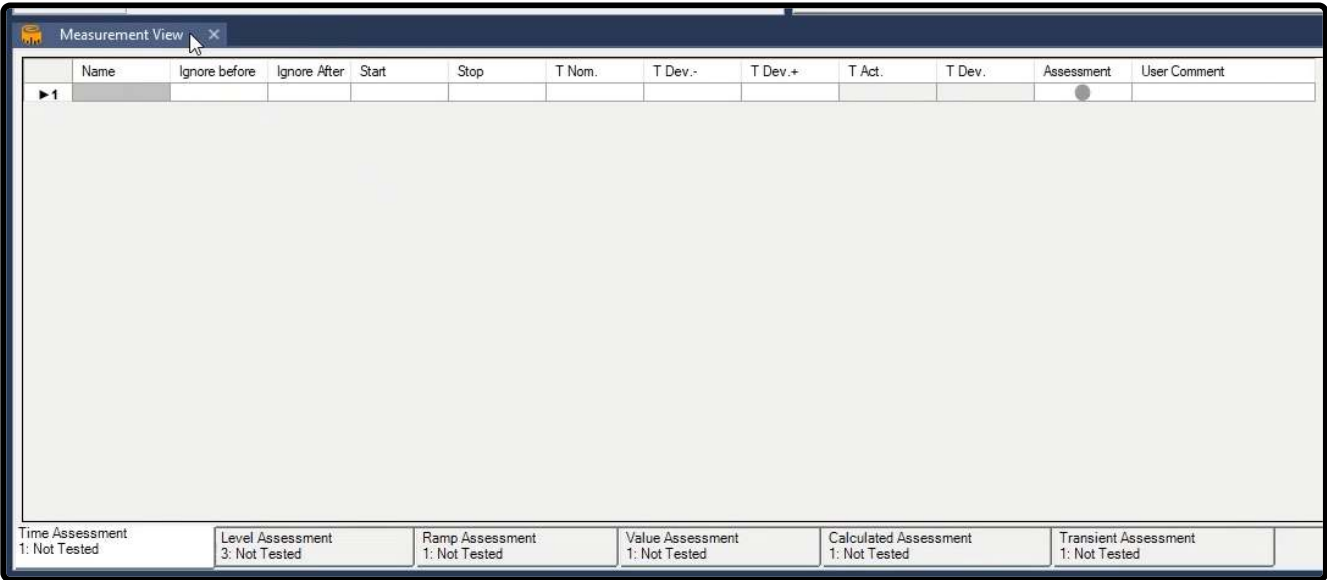 Measurement View
Name Ignore before Ignore After Start Stop T Nom. T Dev.- T Dev.+ T Act. T Dev. Assessment User Comment
1
Time Assessment
1: Not Tested
Level Assessment
3: Not Tested
Ramp Assessment
1: Not Tested
Value Assessment
1: Not Tested
Calculated Assessment
1: Not Tested
Transient Assessment
1: Not Tested